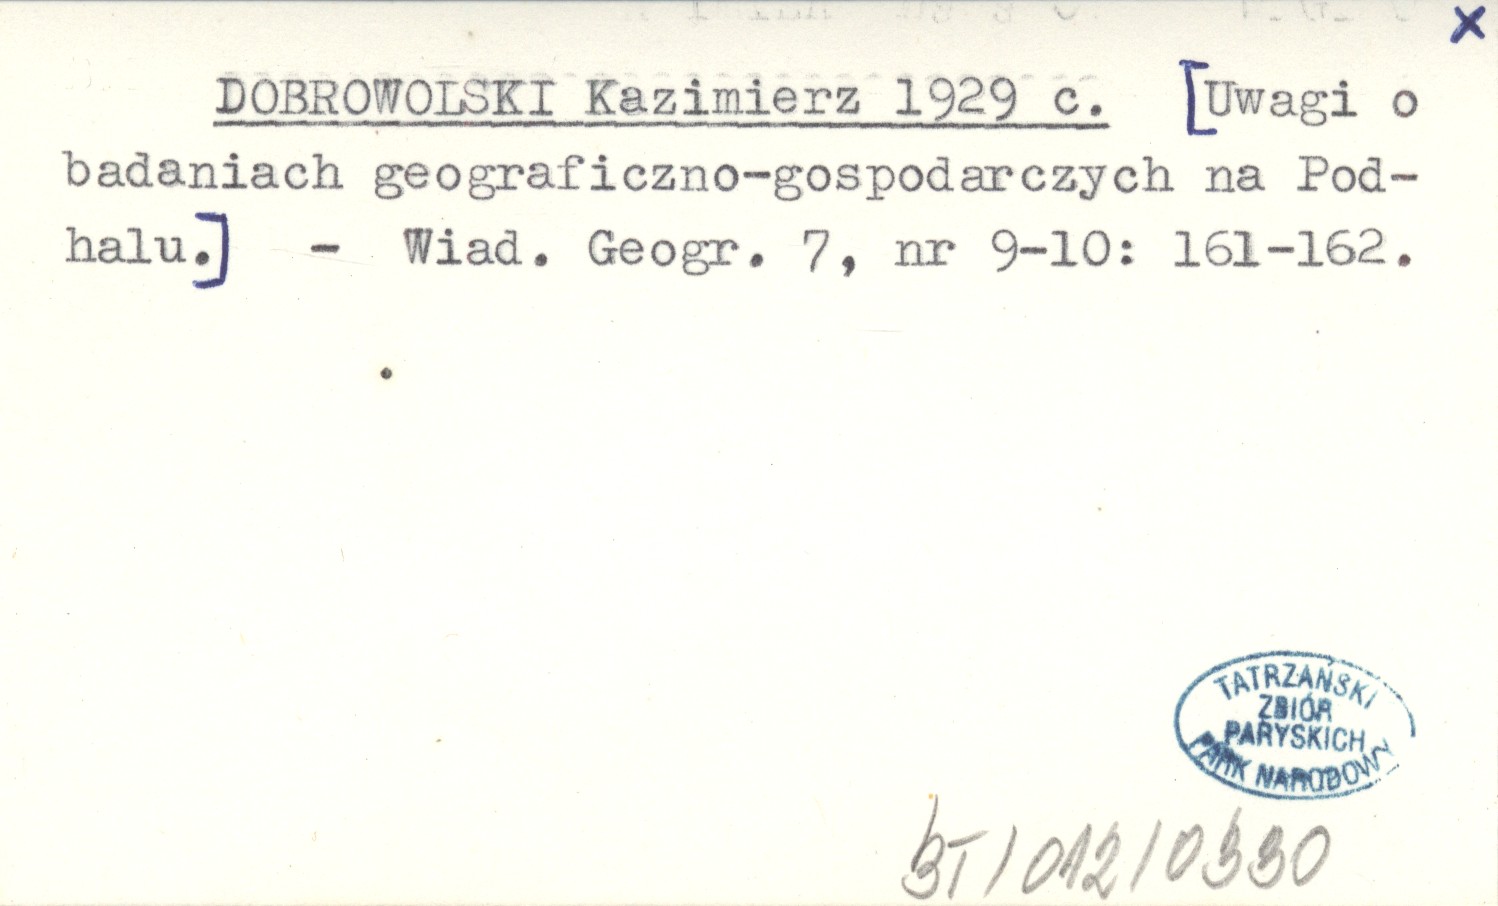 x
DOBROWOLSKI Kazimierz 1929 c. [Uwagi o
badaniach geograficzno-gospodarczych na Pod-
halu.] - Wiad. Geogr. 7, nr 9-10: 161-162.
TATRZAŃSKI
ZBIÓR
PARYSKICH
PARK NARODOWY
BT/012/0330